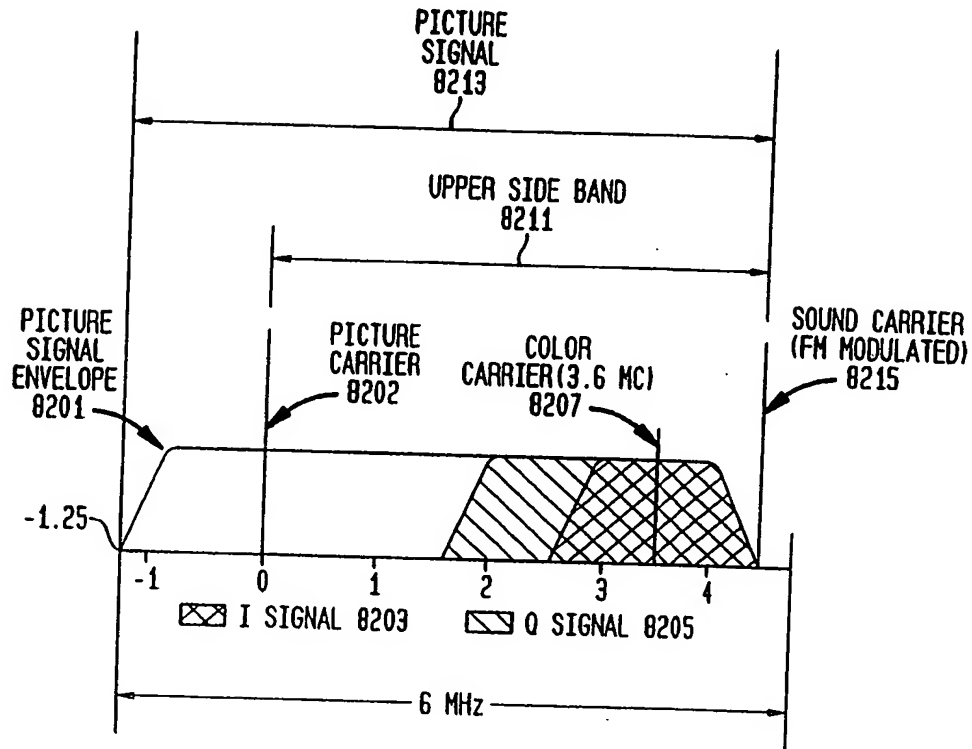 PICTURE
SIGNAL
8213
UPPER SIDE BAND
8211
PICTURE
SIGNAL
ENVELOPE
8201
PICTURE
CARRIER
8202
COLOR
CARRIER(3.6 MC)
8207
SOUND CARRIER
(FM MODULATED)
8215
-1.25
-1 0 1 2 3 4
I SIGNAL 8203 Q SIGNAL 8205
6 MHz